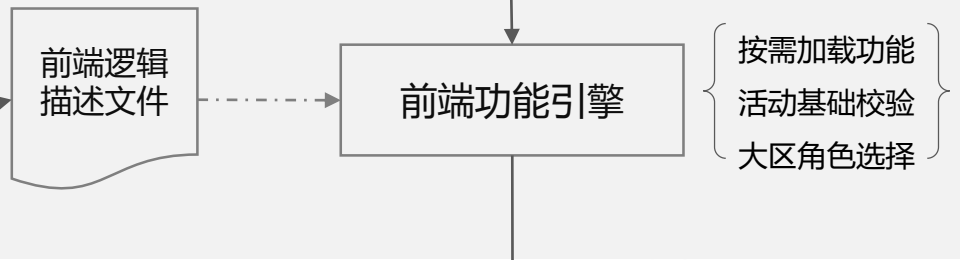 前端逻辑
描述文件
前端功能引擎
按需加载功能
活动基础校验
大区角色选择